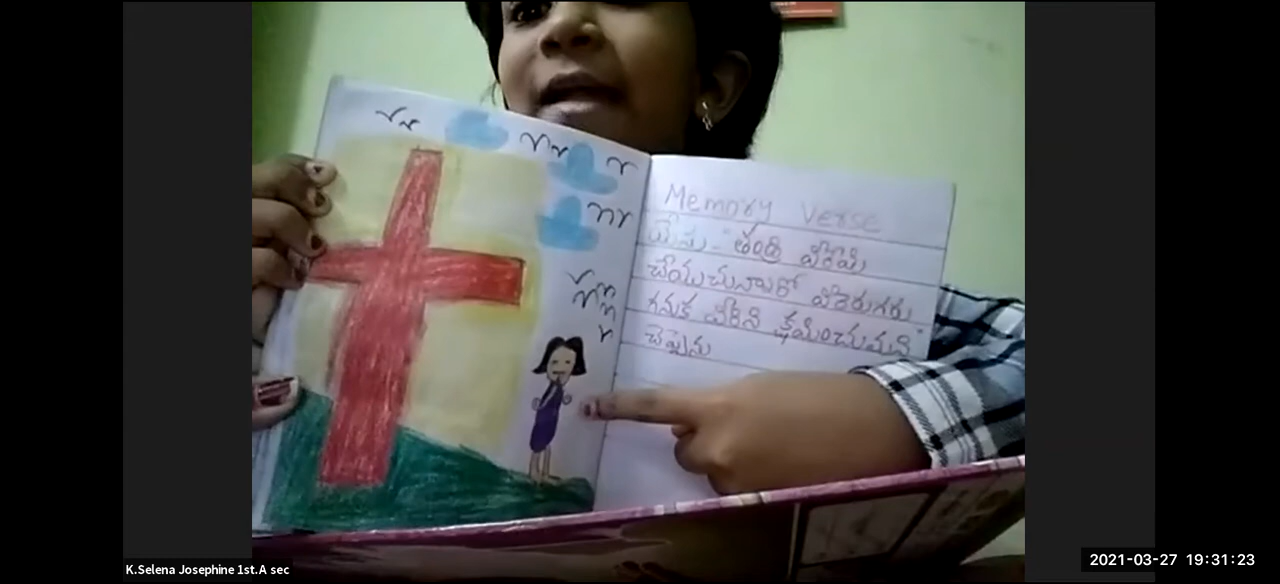 Memory Verse
యేసు - "తండ్రి వీరేమి
చేయుచున్నారో వీరెరుగరు
గనుక వీరిని క్షమించుమని"
చెప్పెను
K.Selena Josephine 1st.A sec
2021-03-27 19:31:23